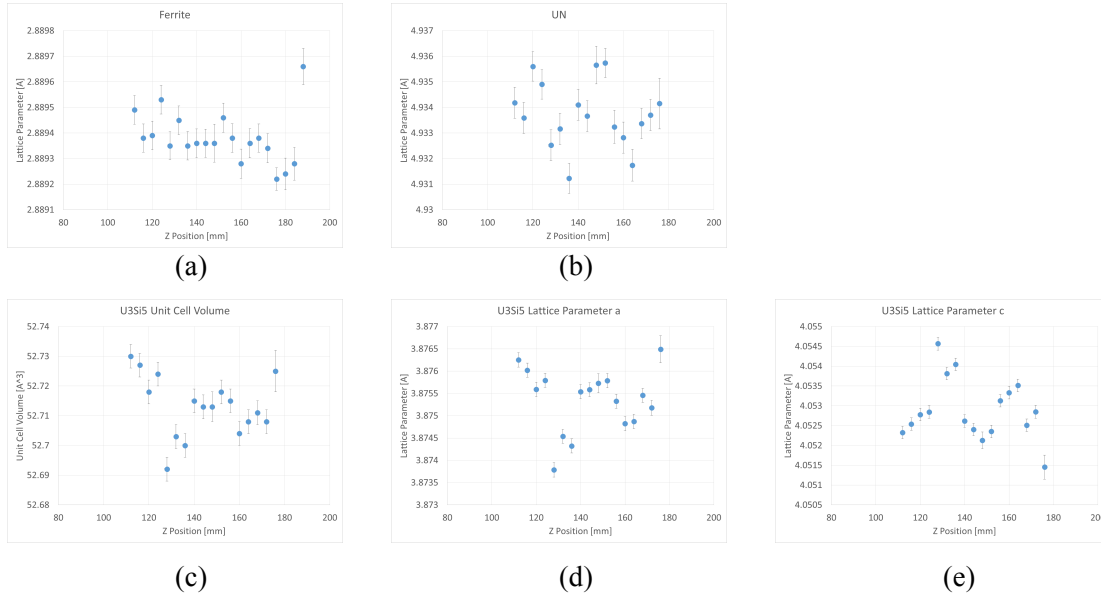 Ferrite
2.8898
2.8897
2.8896
2.8895
2.8894
2.8893
2.8892
2.8891
Lattice Parameter [A]
80 100 120 140 160 180 200
Z Position [mm]
(a)
UN
4.937
4.936
4.935
4.934
4.933
4.932
4.931
4.93
Lattice Parameter [A]
80 100 120 140 160 180 200
Z Position [mm]
(b)
U3Si5 Unit Cell Volume
52.74
52.73
52.72
52.71
52.7
52.69
52.68
Unit Cell Volume [A^3]
80 100 120 140 160 180 200
Z Position [mm]
(c)
U3Si5 Lattice Parameter a
3.877
3.8765
3.876
3.8755
3.875
3.8745
3.874
3.8735
3.873
Lattice Parameter [A]
80 100 120 140 160 180 200
Z Position [mm]
(d)
U3Si5 Lattice Parameter c
4.055
4.0545
4.054
4.0535
4.053
4.0525
4.052
4.0515
4.051
4.0505
Lattice Parameter [A]
80 100 120 140 160 180 200
Z Position [mm]
(e)